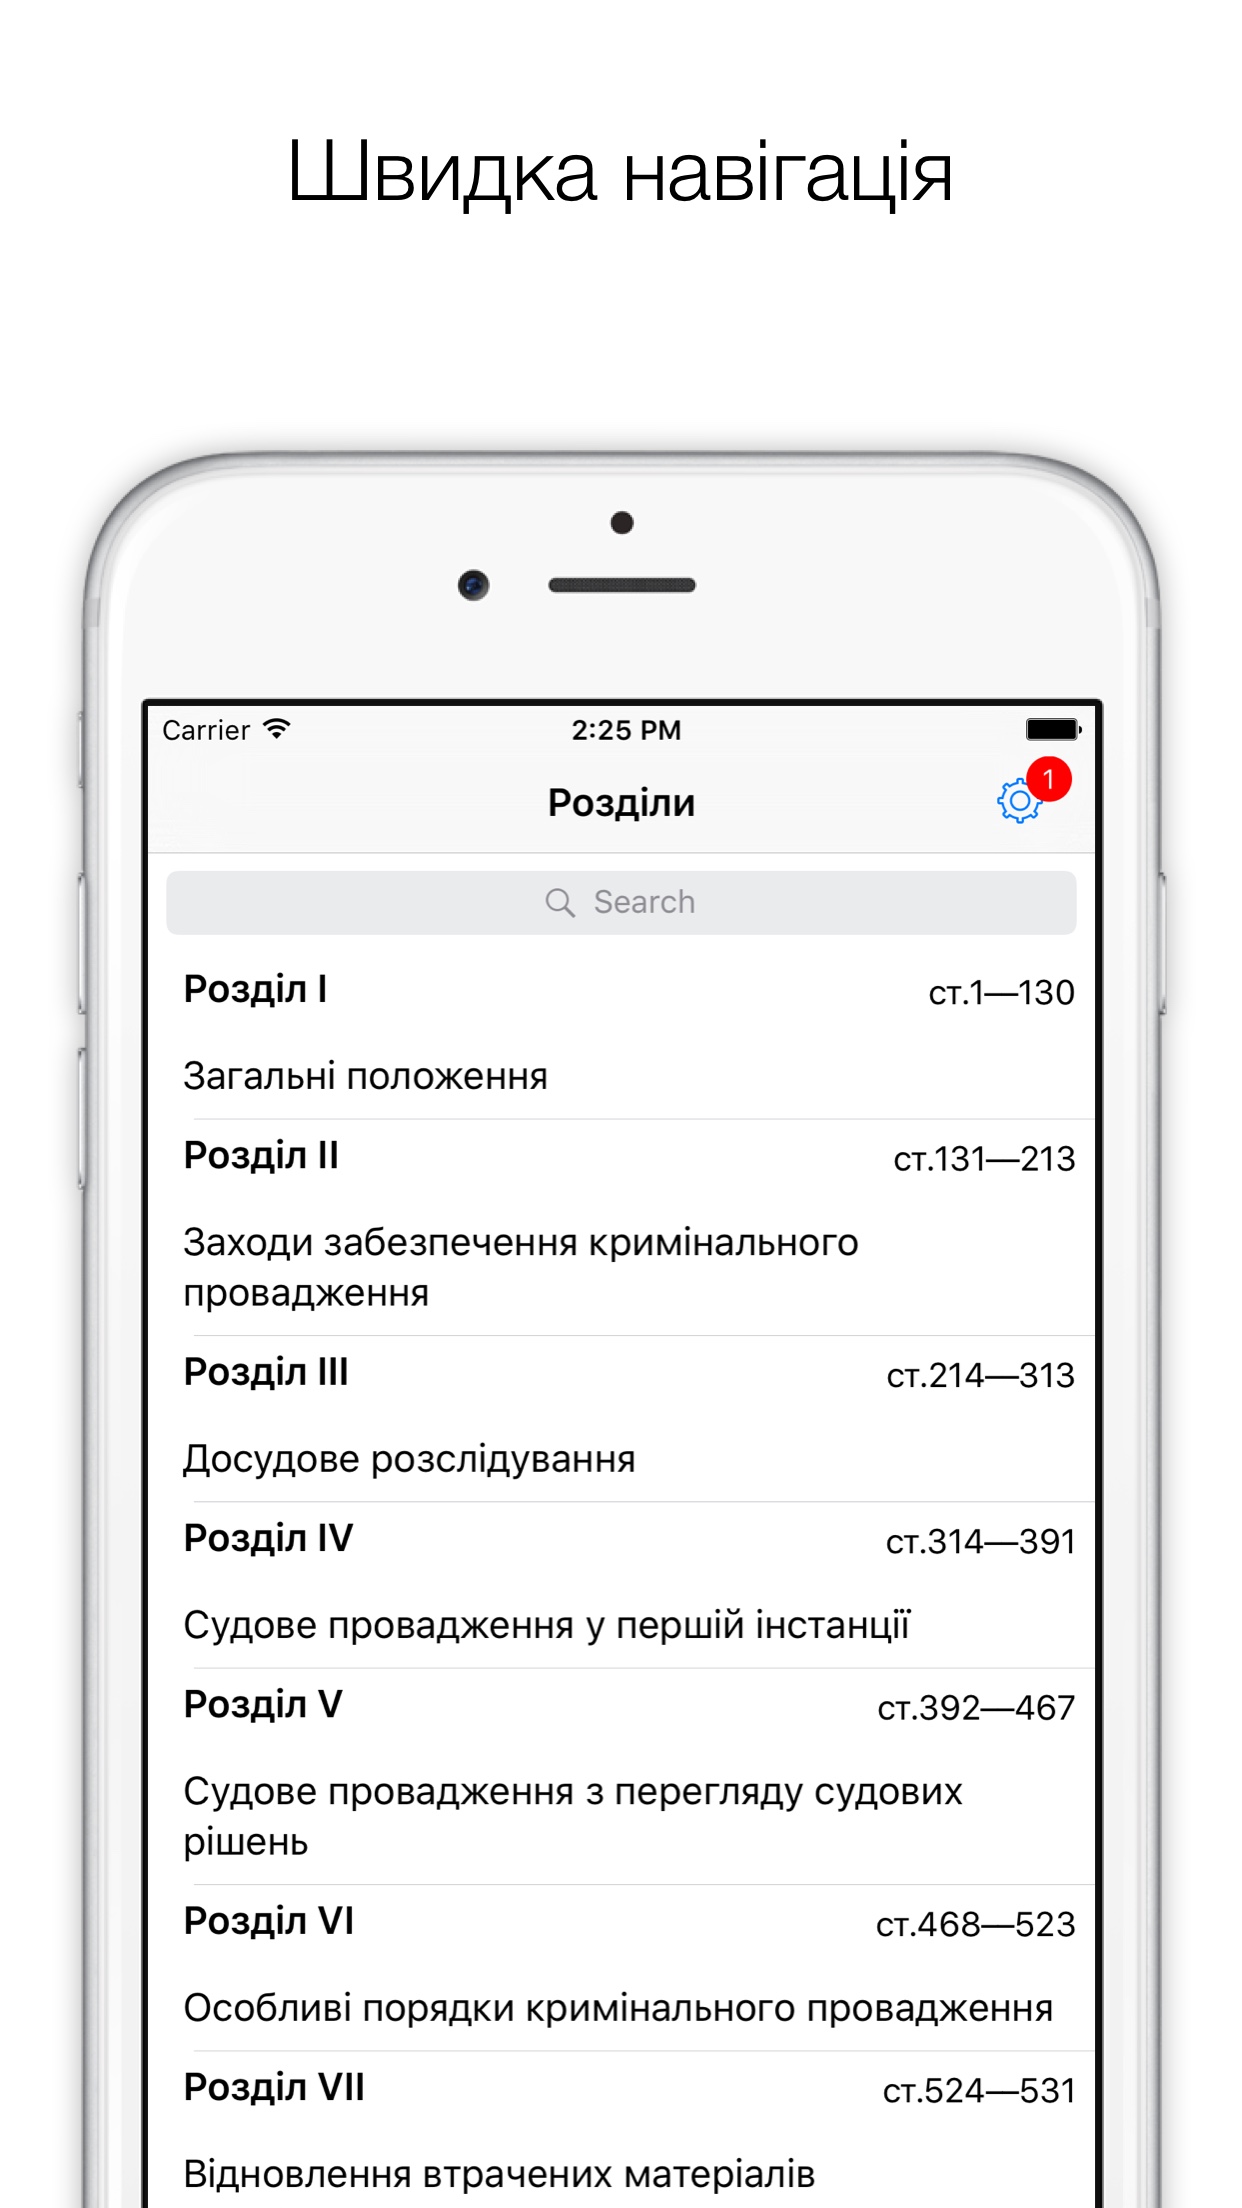 Швидка навігація
Carrier 2:25 PM
Розділи 1
Search
Розділ I ст.1—130
Загальні положення
Розділ II ст.131—213
Заходи забезпечення кримінального
провадження
Розділ III ст.214—313
Досудове розслідування
Розділ IV ст.314—391
Судове провадження у першій інстанції
Розділ V ст.392—467
Судове провадження з перегляду судових
рішень
Розділ VI ст.468—523
Особливі порядки кримінального провадження
Розділ VII ст.524—531
Відновлення втрачених матеріалів